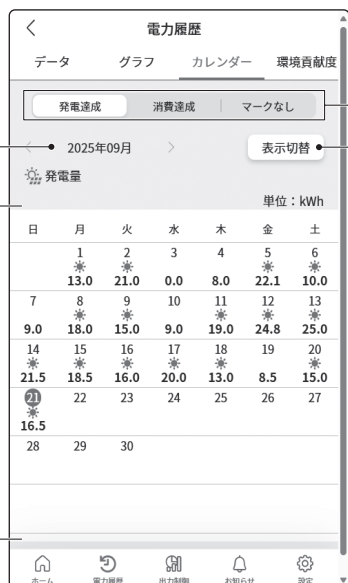 電力履歴
データ グラフ カレンダー 環境貢献度
発電達成 消費達成 マークなし
2025年09月 表示切替
発電量
単位：kWh
日 月 火 水 木 金 土
1 2 3 4 5 6
13.0 21.0 0.0 8.0 22.1 10.0
7 8 9 10 11 12 13
9.0 18.0 15.0 9.0 19.0 24.8 25.0
14 15 16 17 18 19 20
21.5 18.5 16.0 20.0 13.0 8.5 15.0
21 22 23 24 25 26 27
16.5
28 29 30
ホーム 電力履歴 出力制御 お知らせ 設定